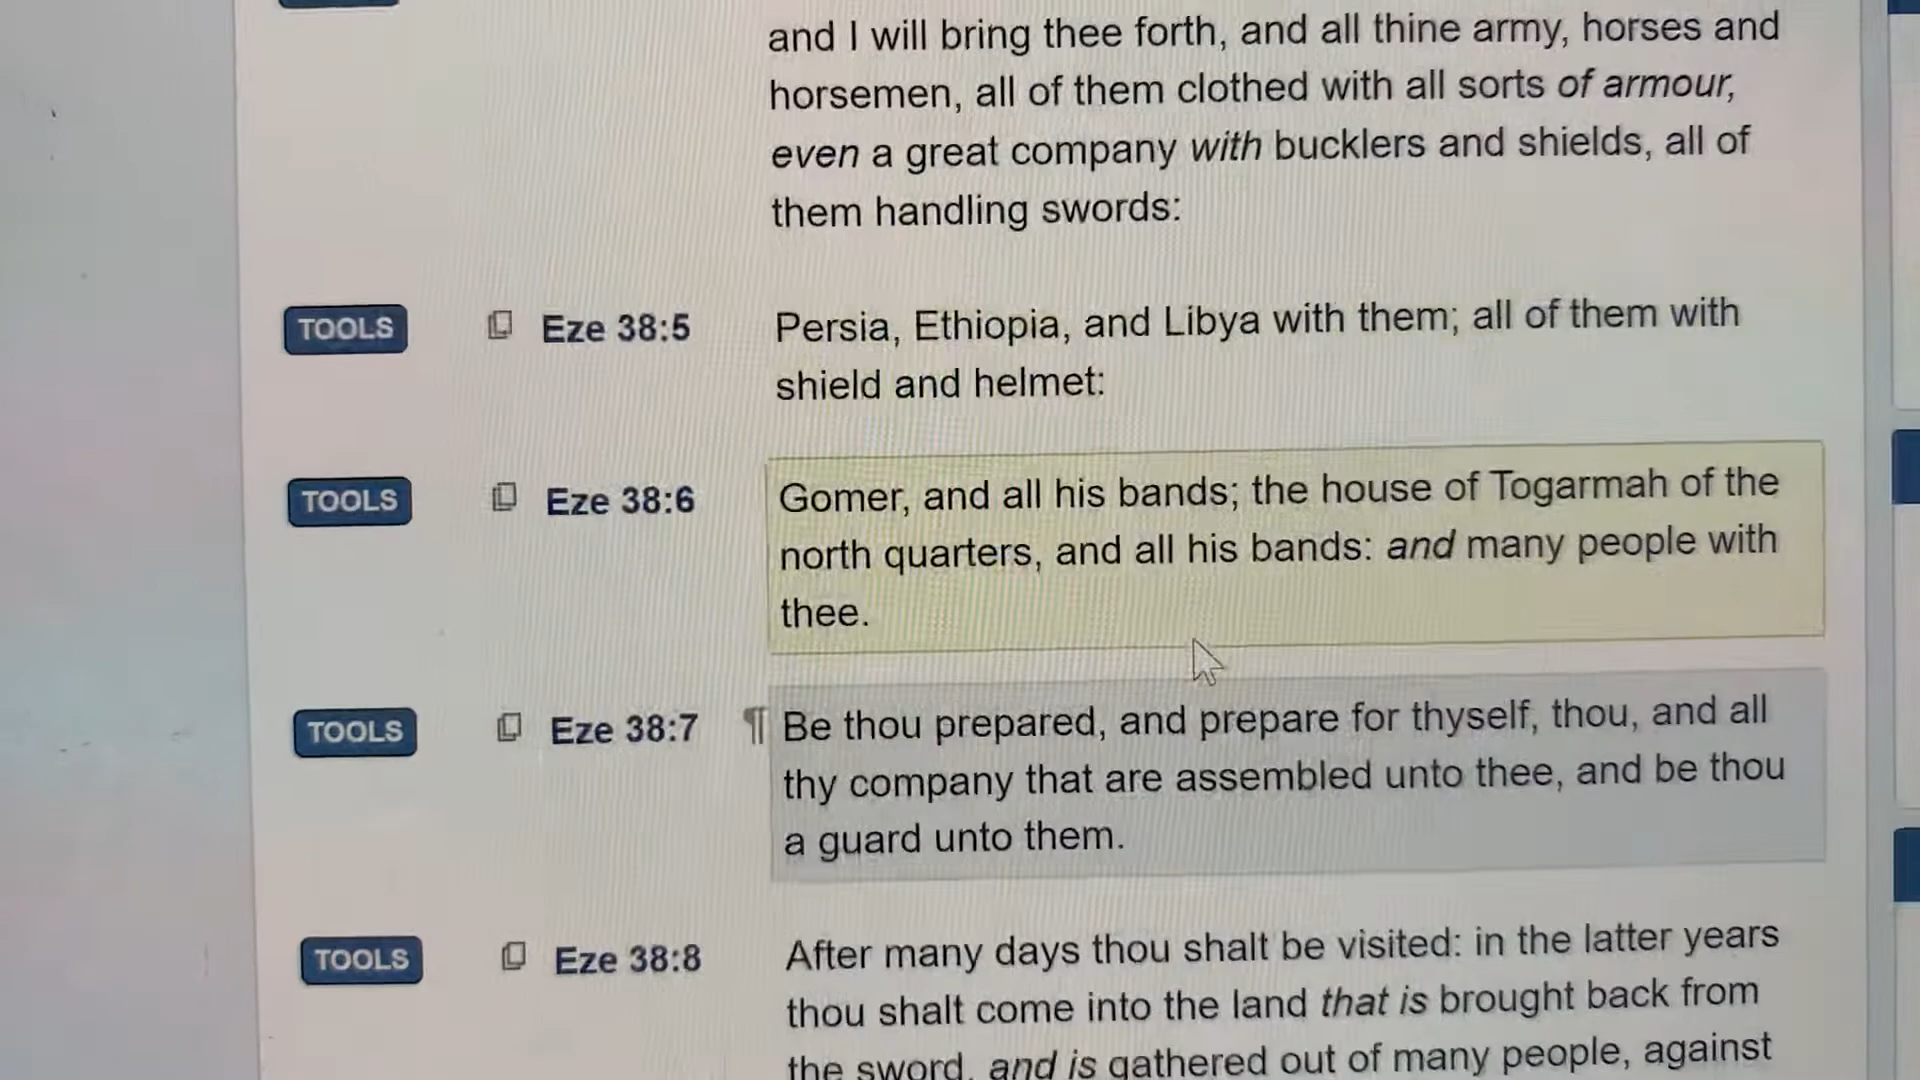 and I will bring thee forth, and all thine army, horses and
horsemen, all of them clothed with all sorts of armour,
even a great company with bucklers and shields, all of
them handling swords:
TOOLS Eze 38:5 Persia, Ethiopia, and Libya with them; all of them with
shield and helmet:
TOOLS Eze 38:6 Gomer, and all his bands; the house of Togarmah of the
north quarters, and all his bands: and many people with
thee.
TOOLS Eze 38:7 ¶ Be thou prepared, and prepare for thyself, thou, and all
thy company that are assembled unto thee, and be thou
a guard unto them.
TOOLS Eze 38:8 After many days thou shalt be visited: in the latter years
thou shalt come into the land that is brought back from
the sword, and is gathered out of many people, against